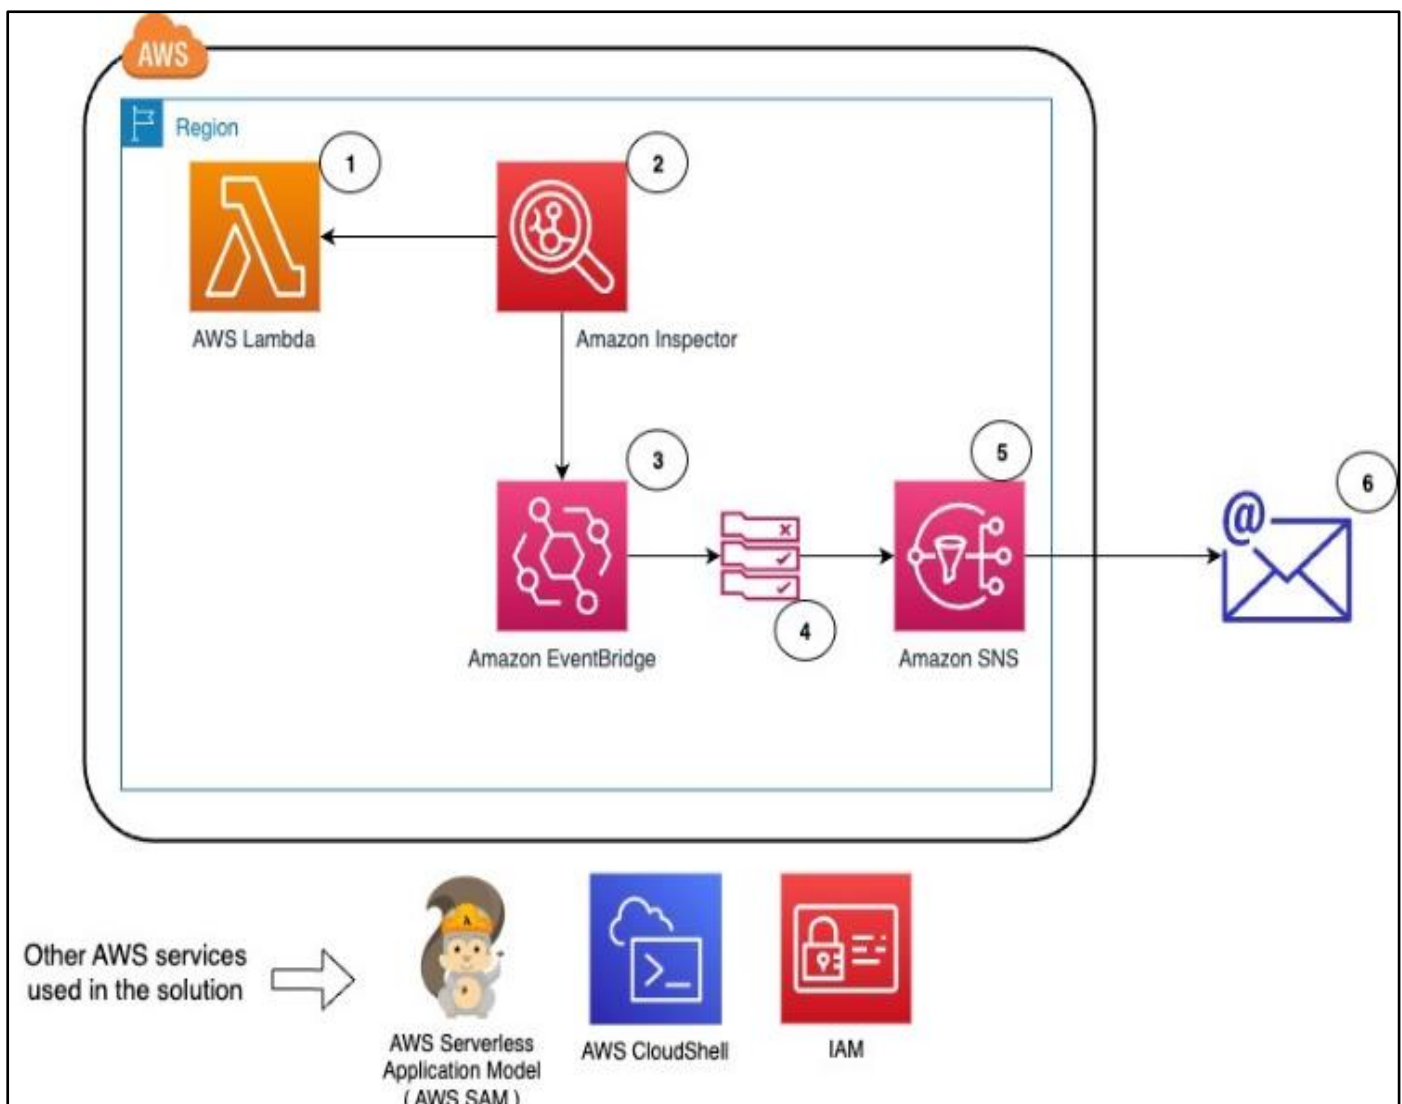 AWS
Region
1
2
AWS Lambda
Amazon Inspector
3
5
6
@
4
Amazon EventBridge
Amazon SNS
Other AWS services
used in the solution
AWS Serverless
Application Model
( AWS SAM )
AWS CloudShell
IAM